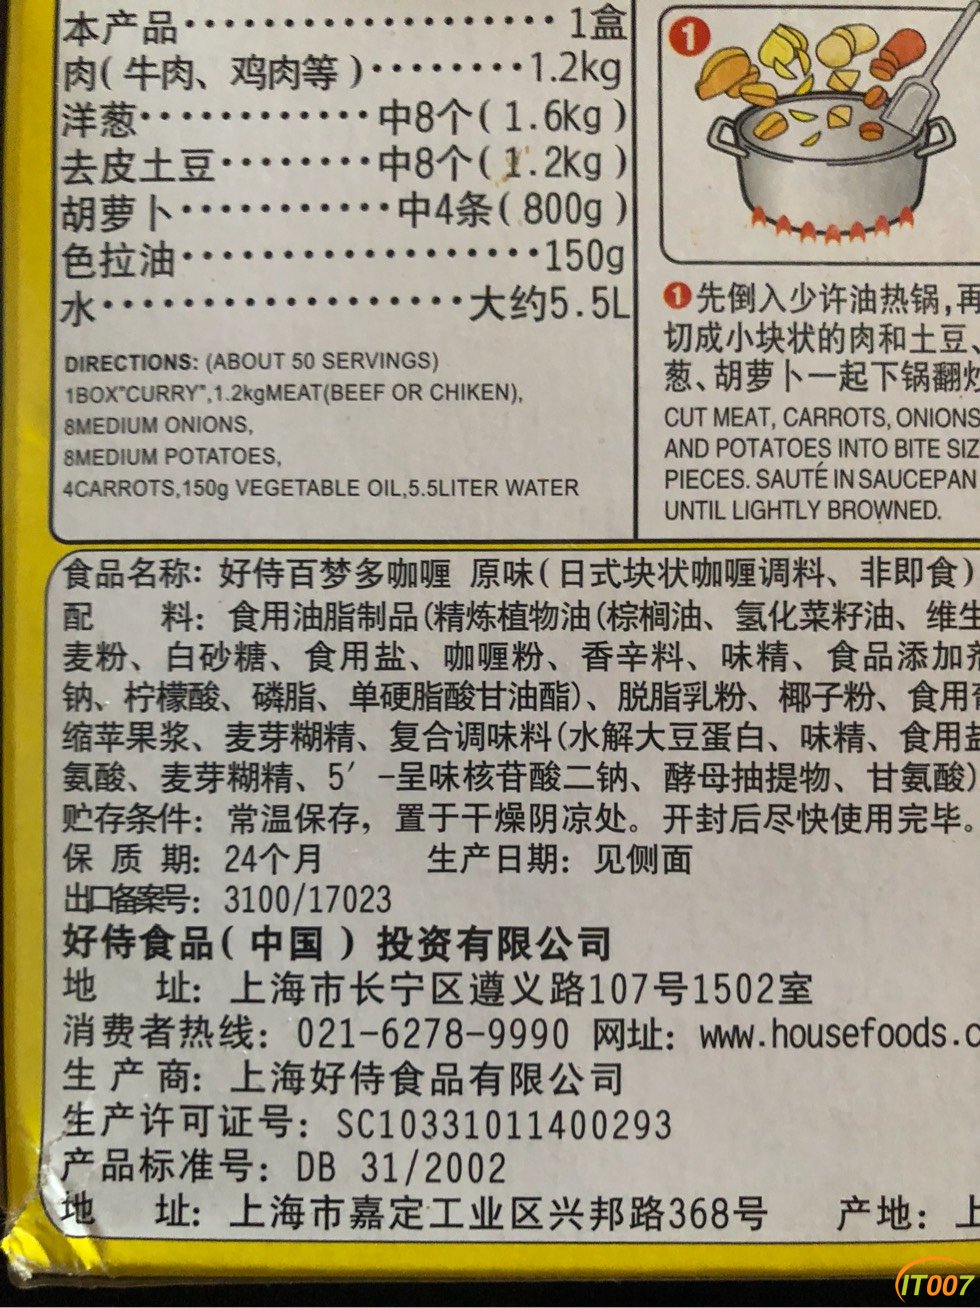 本产品····················1盒
肉(牛肉、鸡肉等)········1.2kg
洋葱············中8个(1.6kg)
去皮土豆········中8个(1.2kg)
胡萝卜···········中4条(800g)
色拉油··················150g
水···················大约5.5L
DIRECTIONS: (ABOUT 50 SERVINGS)
1BOX"CURRY",1.2kgMEAT(BEEF OR CHIKEN),
8MEDIUM ONIONS,
8MEDIUM POTATOES,
4CARROTS,150g VEGETABLE OIL,5.5LITER WATER
1
❶先倒入少许油热锅,再
切成小块状的肉和土豆、
葱、胡萝卜一起下锅翻炒
CUT MEAT, CARROTS, ONIONS
AND POTATOES INTO BITE SIZ
PIECES. SAUTÉ IN SAUCEPAN
UNTIL LIGHTLY BROWNED.
食品名称: 好侍百梦多咖喱 原味(日式块状咖喱调料、非即食)
配 料: 食用油脂制品(精炼植物油(棕榈油、氢化菜籽油、维生
麦粉、白砂糖、食用盐、咖喱粉、香辛料、味精、食品添加剂
钠、柠檬酸、磷脂、单硬脂酸甘油酯)、脱脂乳粉、椰子粉、食用
缩苹果浆、麦芽糊精、复合调味料(水解大豆蛋白、味精、食用盐
氨酸、麦芽糊精、5′-呈味核苷酸二钠、酵母抽提物、甘氨酸)
贮存条件: 常温保存, 置于干燥阴凉处。开封后尽快使用完毕。
保 质 期: 24个月 生产日期: 见侧面
出口备案号: 3100/17023
好侍食品(中国)投资有限公司
地 址: 上海市长宁区遵义路107号1502室
消费者热线: 021-6278-9990 网址: www.housefoods.c
生 产 商: 上海好侍食品有限公司
生产许可证号: SC10331011400293
产品标准号: DB 31/2002
地 址: 上海市嘉定工业区兴邦路368号 产地: 上
IT007